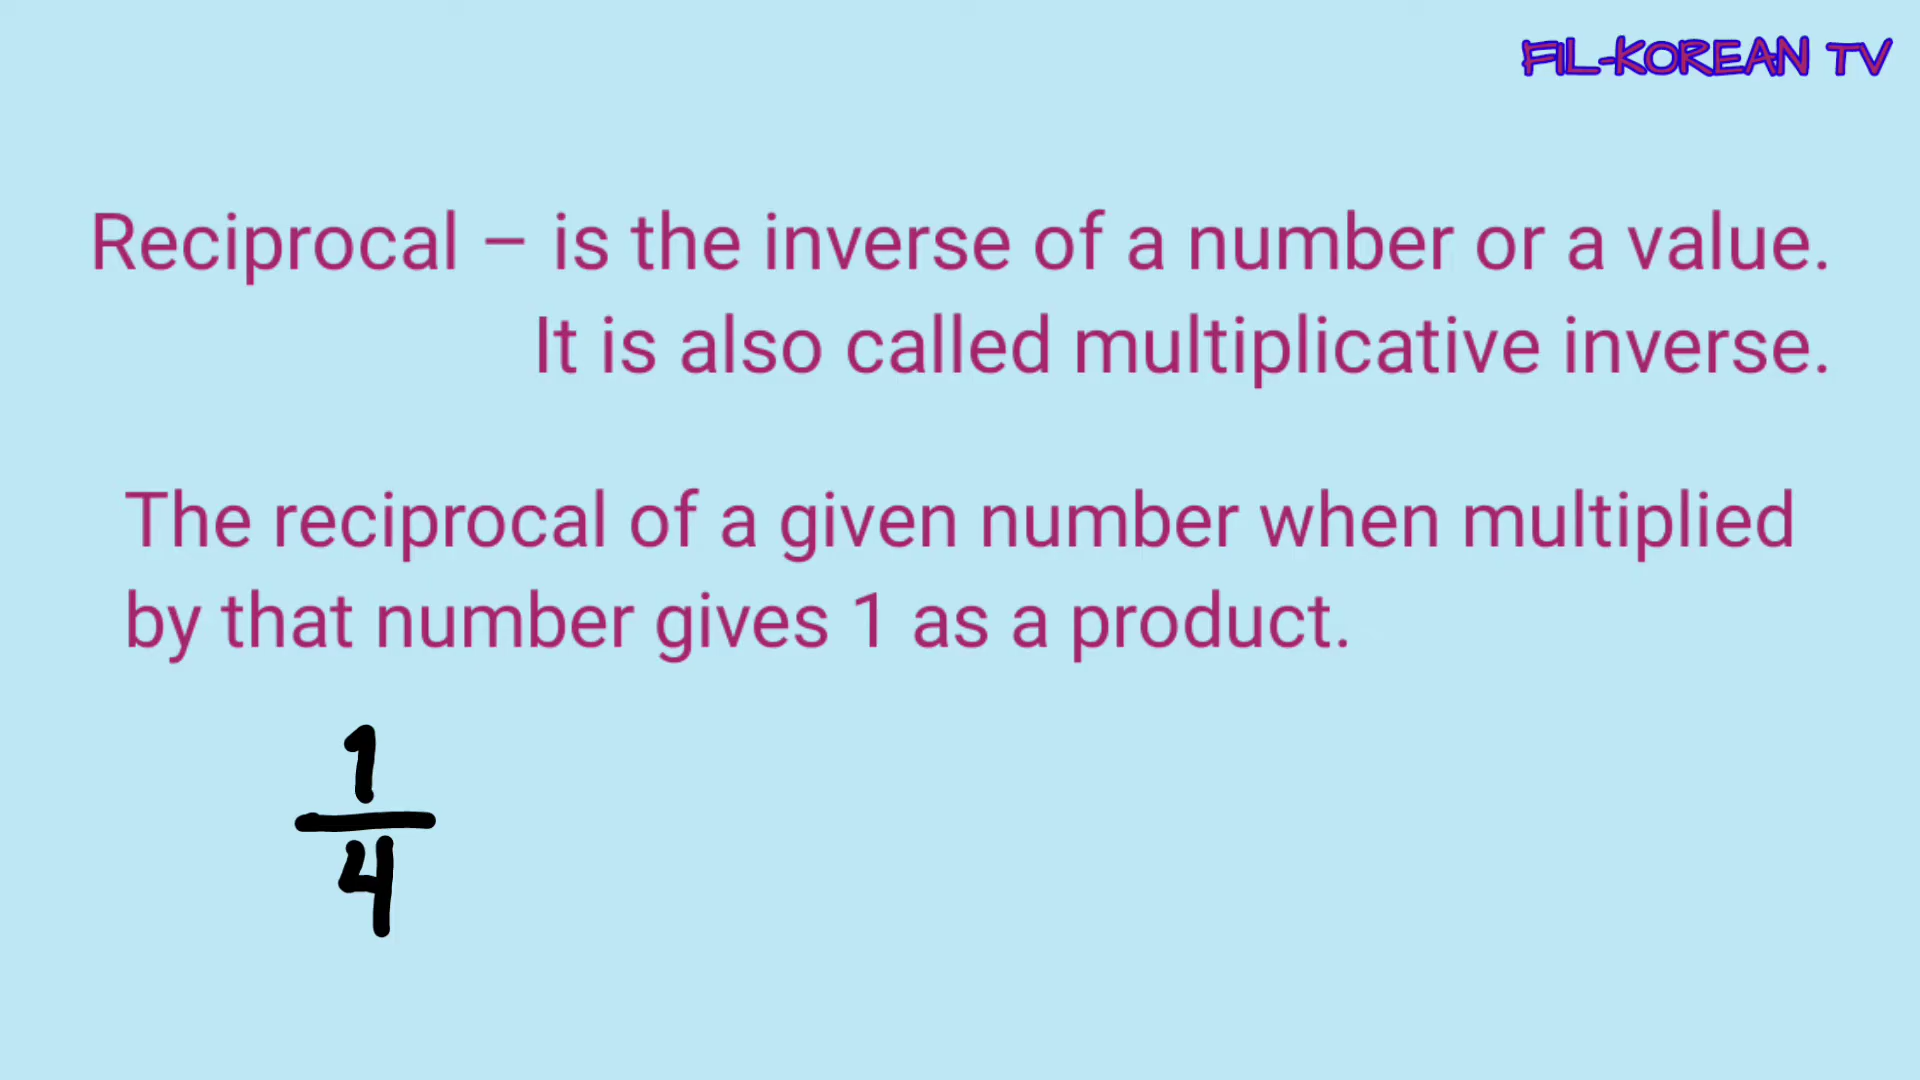 FIL-KOREAN TV
Reciprocal – is the inverse of a number or a value.
It is also called multiplicative inverse.
The reciprocal of a given number when multiplied
by that number gives 1 as a product.
1
4